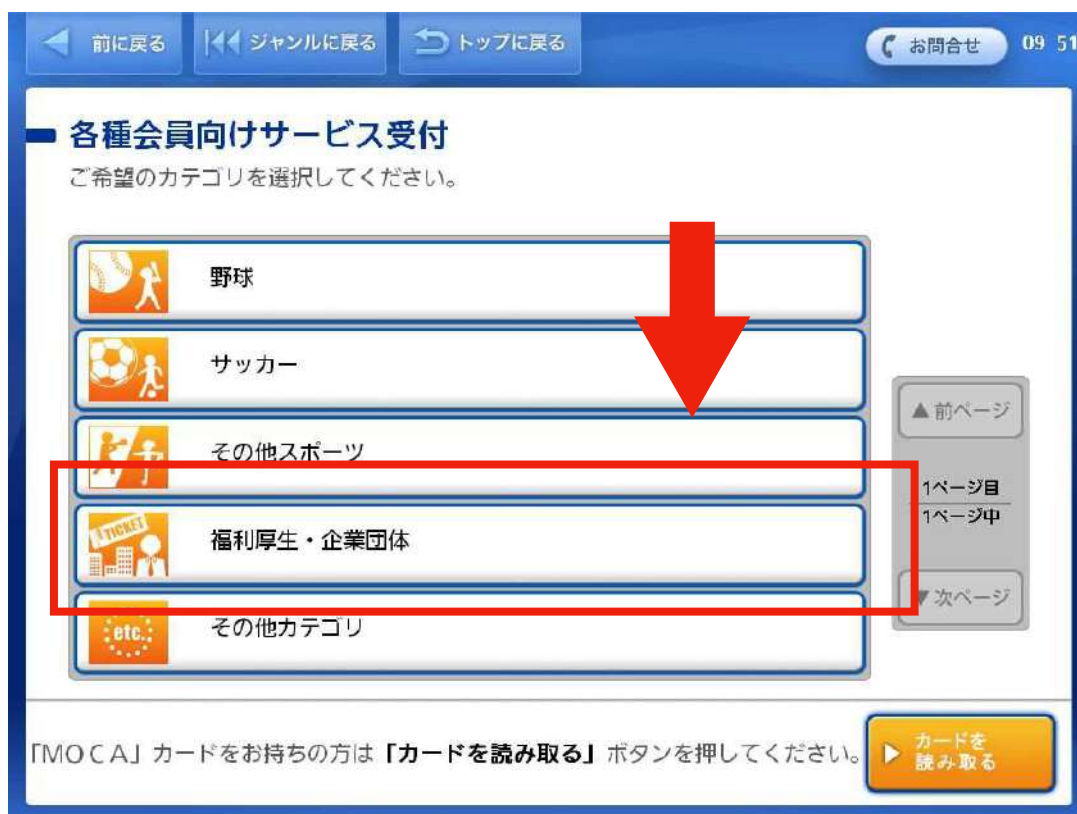 前に戻る
ジャンルに戻る
トップに戻る
お問合せ
09 51
各種会員向けサービス受付
ご希望のカテゴリを選択してください。
野球
サッカー
その他スポーツ
TICKET
福利厚生・企業団体
etc.
その他カテゴリ
▲前ページ
1ページ目
1ページ中
▼次ページ
「MOCA」カードをお持ちの方は「カードを読み取る」ボタンを押してください。
カードを
読み取る